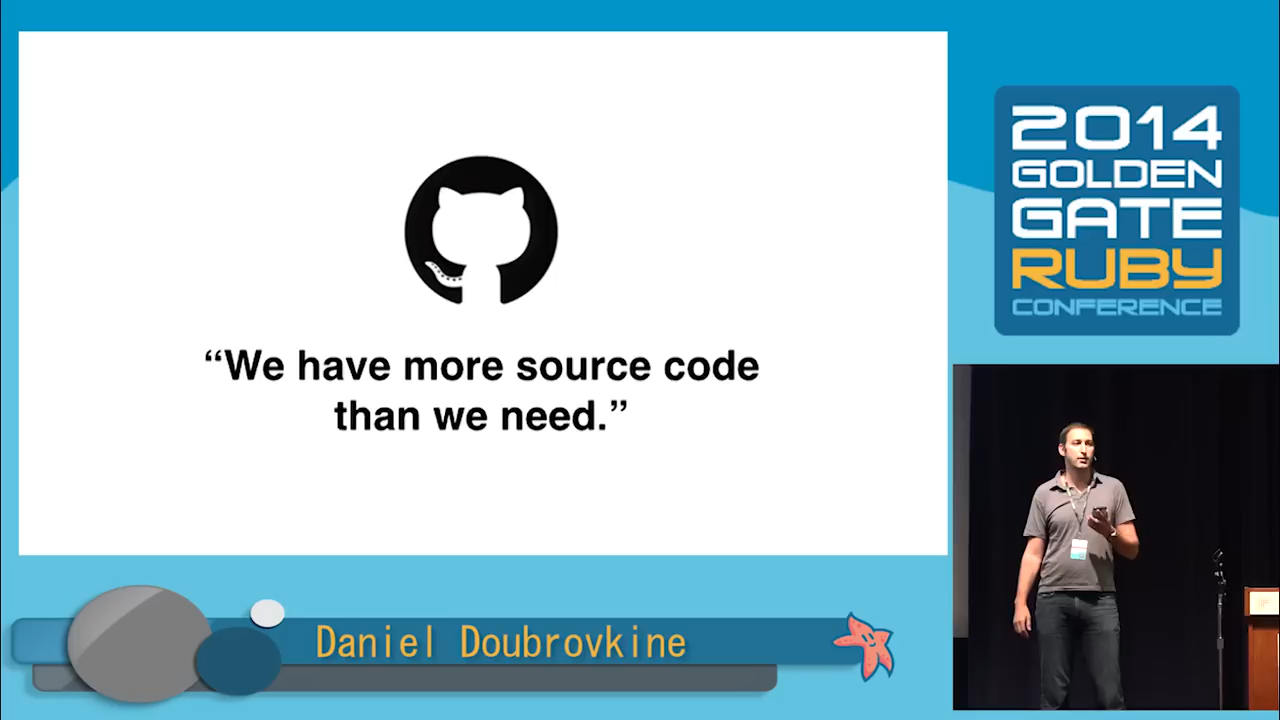 “We have more source code
than we need.”
2014
GOLDEN
GATE
RUBY
CONFERENCE
Daniel Doubrovkine